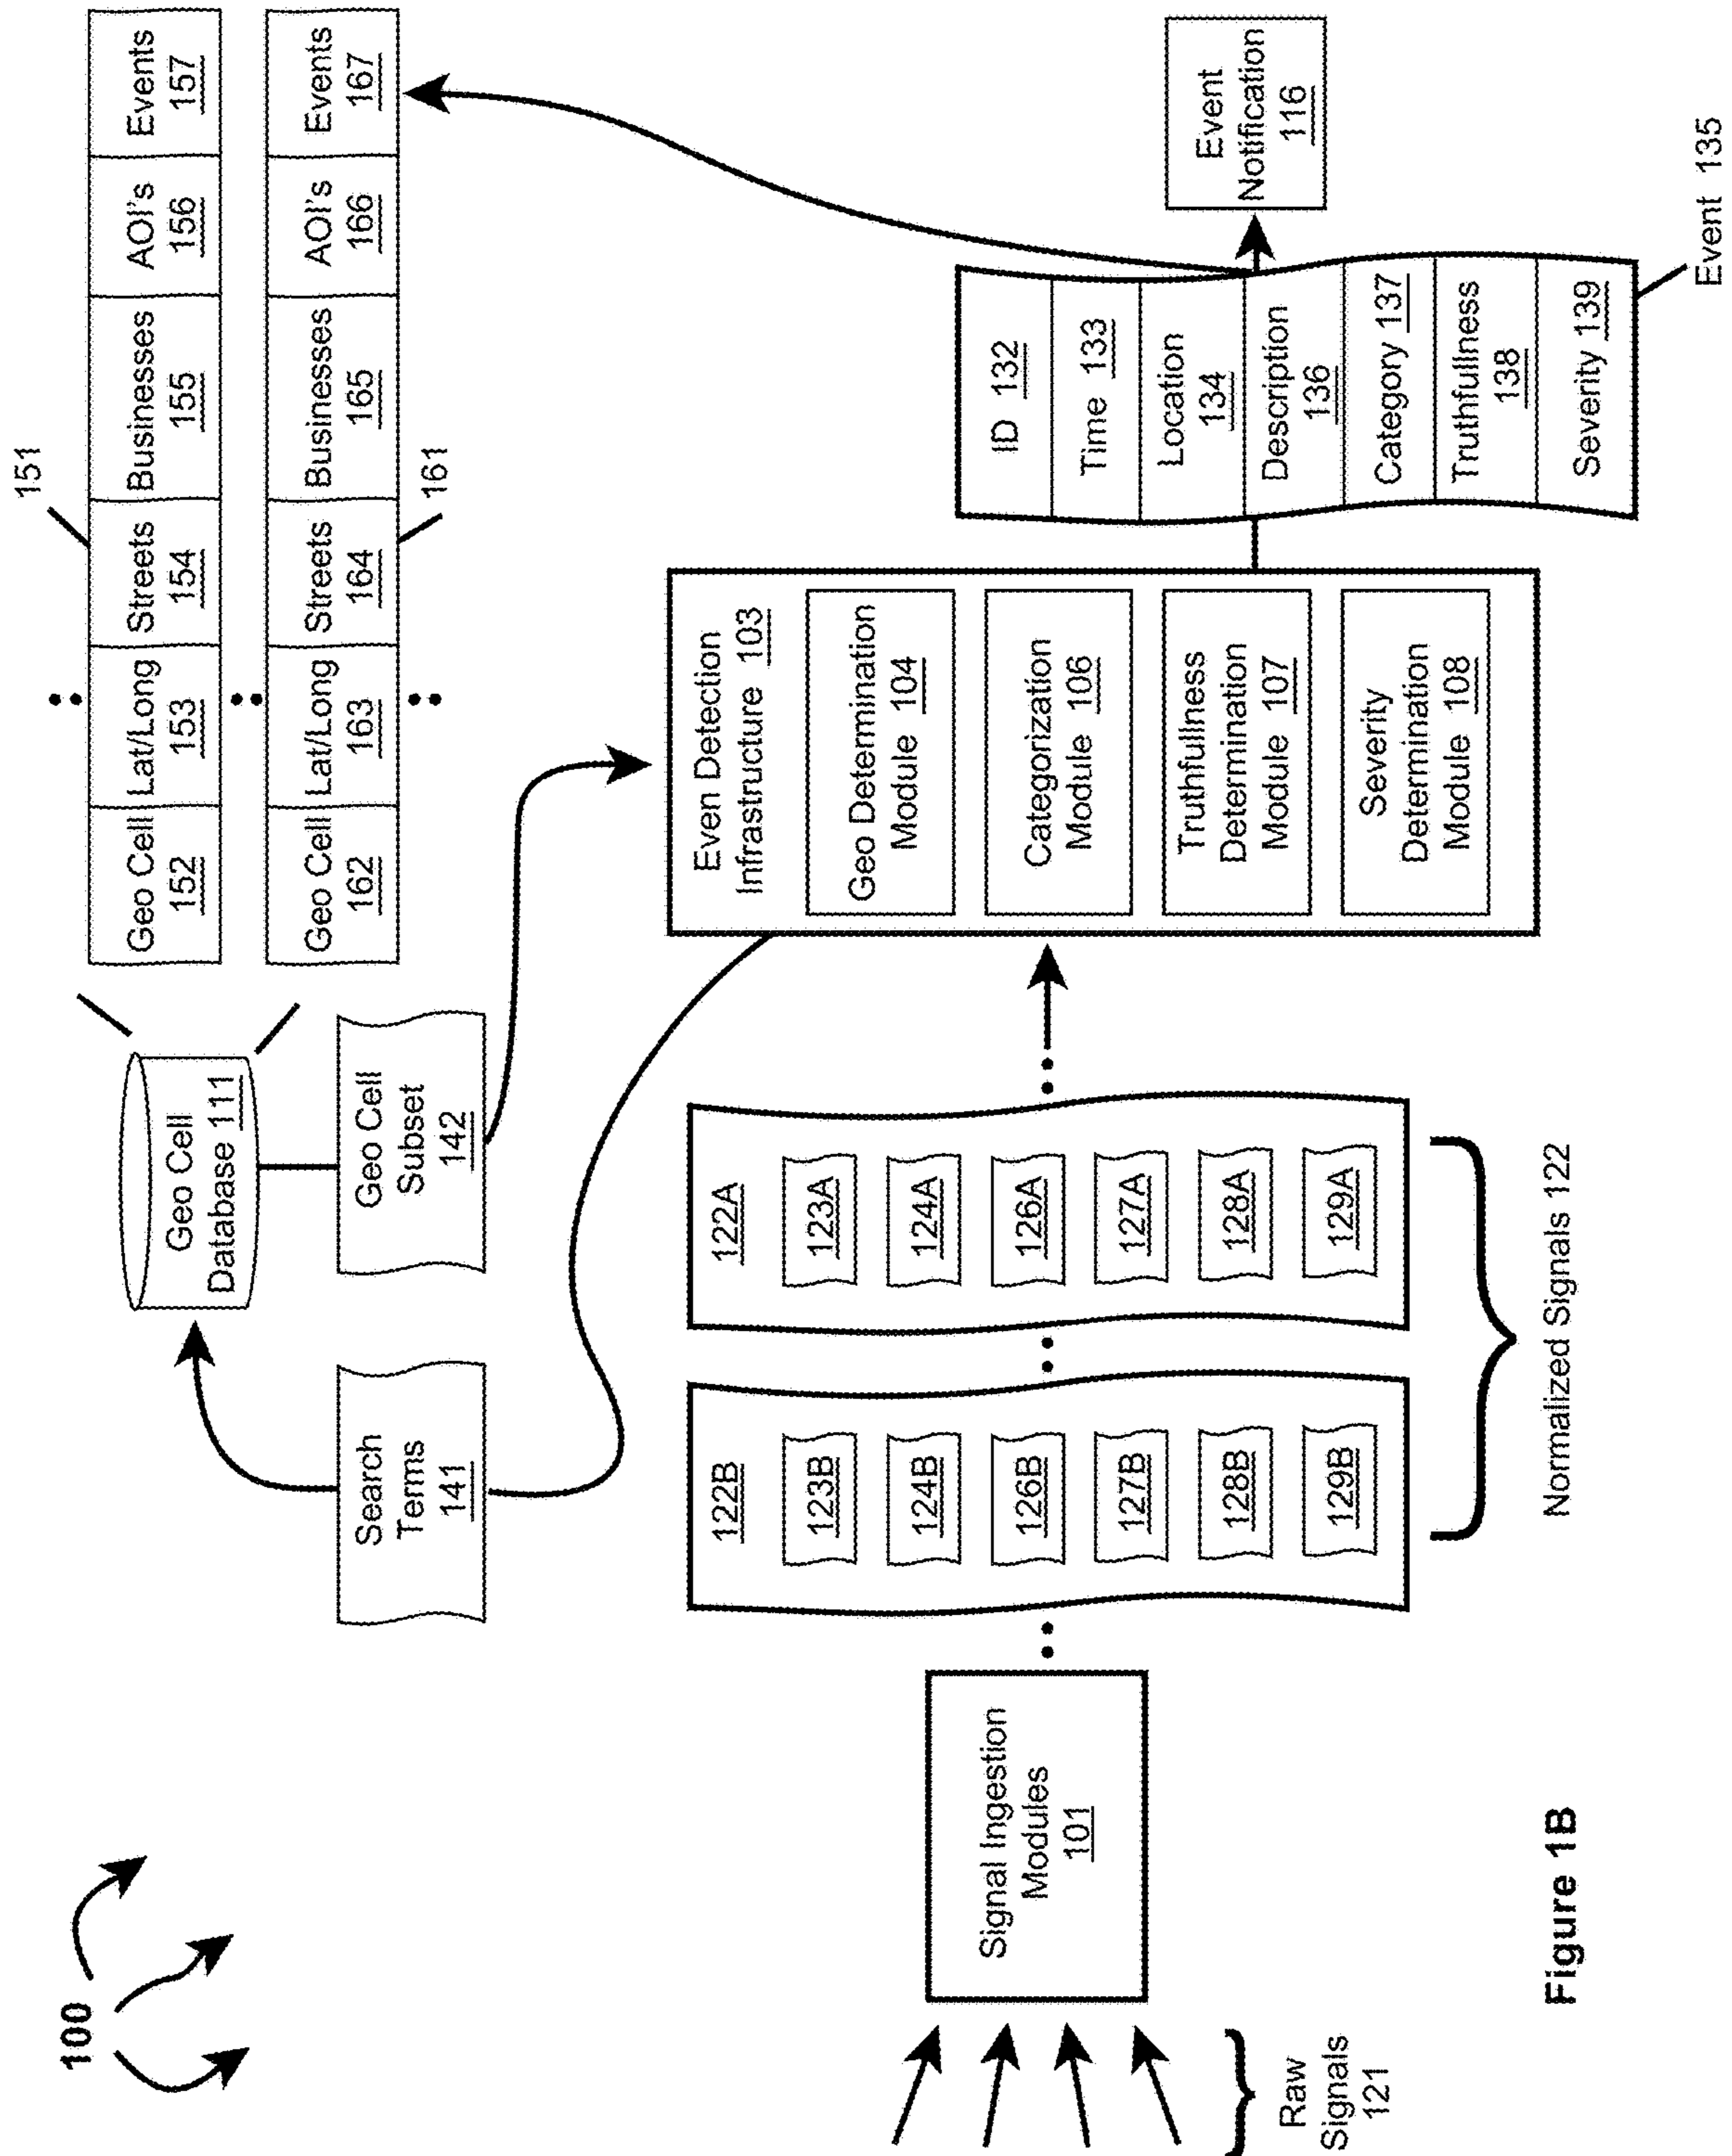 100
151
Geo Cell
152
Lat/Long
153
Streets
154
Businesses
155
AOI's
156
Events
157
Geo Cell
Database 111
Geo Cell
162
Lat/Long
163
Streets
164
Businesses
165
AOI's
166
Events
167
161
Search
Terms
141
Geo Cell
Subset
142
Raw
Signals
121
Signal Ingestion
Modules
101
122B
123B
124B
126B
127B
128B
129B
122A
123A
124A
126A
127A
128A
129A
Normalized Signals 122
Even Detection
Infrastructure 103
Geo Determination
Module 104
Categorization
Module 106
Truthfullness
Determination
Module 107
Severity
Determination
Module 108
ID 132
Time 133
Location
134
Description
136
Category 137
Truthfullness
138
Severity 139
Event 135
Event
Notification
116
Figure 1B